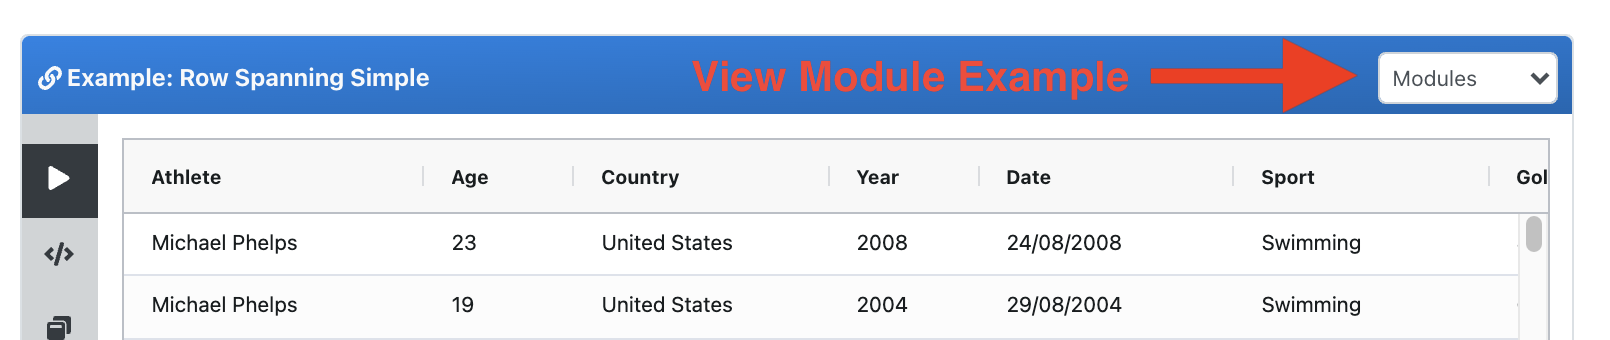 Example: Row Spanning Simple View Module Example Modules
Athlete Age Country Year Date Sport Gol
Michael Phelps 23 United States 2008 24/08/2008 Swimming
Michael Phelps 19 United States 2004 29/08/2004 Swimming